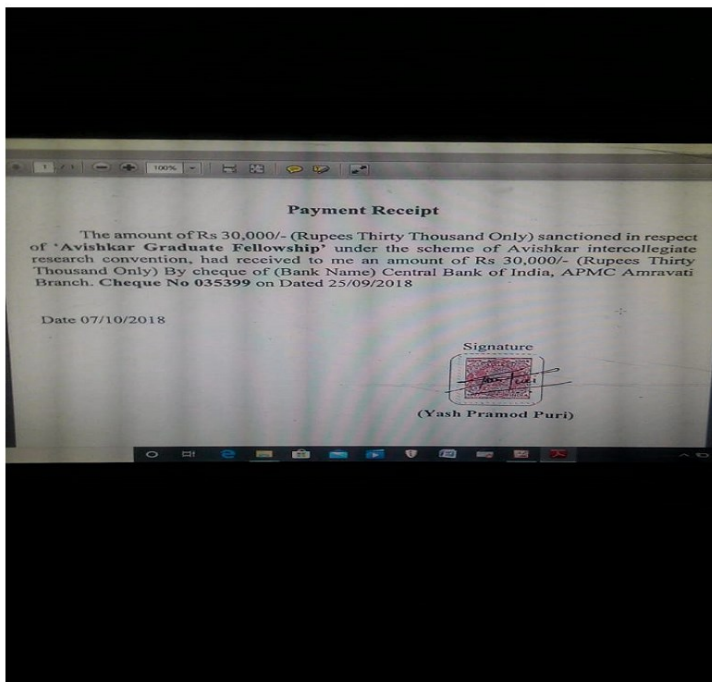 1 / 1 100%
Payment Receipt
The amount of Rs 30,000/- (Rupees Thirty Thousand Only) sanctioned in respect
of 'Avishkar Graduate Fellowship' under the scheme of Avishkar intercollegiate
research convention, had received to me an amount of Rs 30,000/- (Rupees Thirty
Thousand Only) By cheque of (Bank Name) Central Bank of India, APMC Amravati
Branch. Cheque No 035399 on Dated 25/09/2018
Date 07/10/2018
Signature
(Yash Pramod Puri)